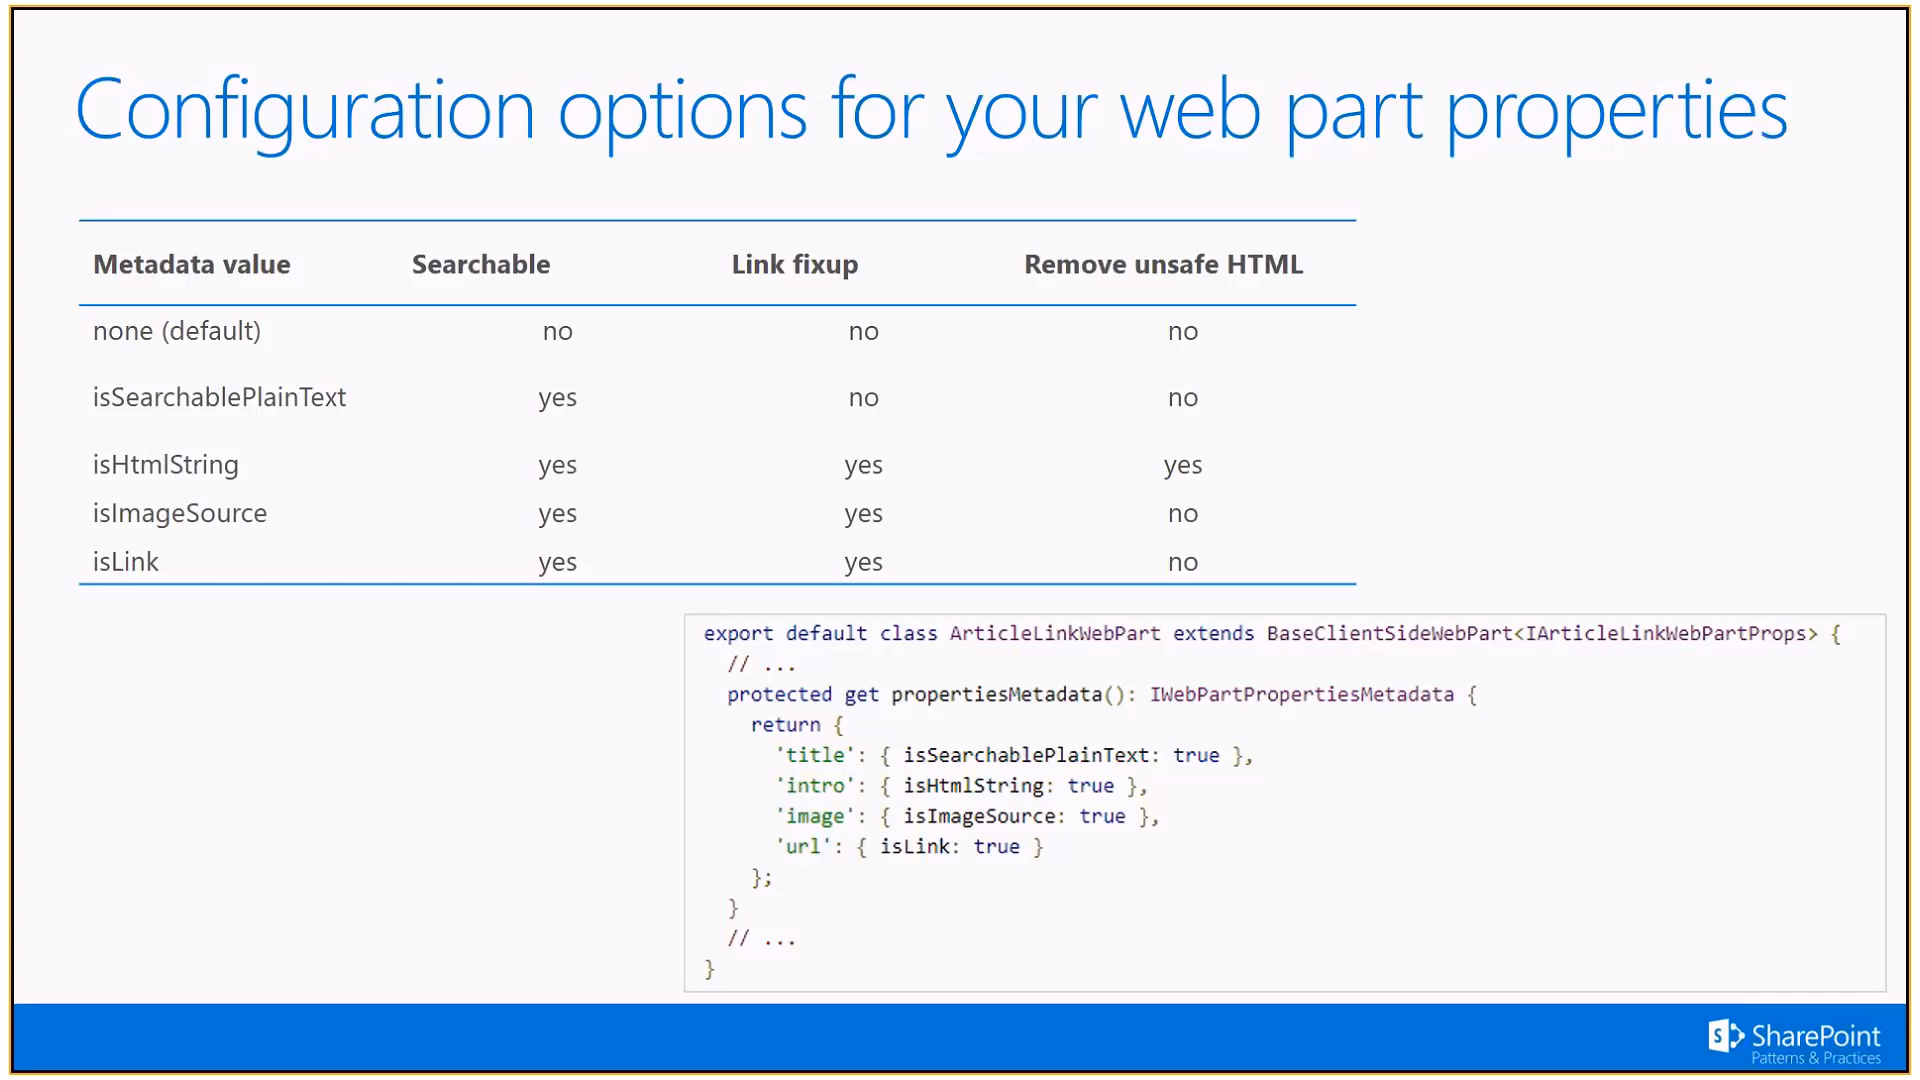 Configuration options for your web part properties
Metadata value Searchable Link fixup Remove unsafe HTML
none (default) no no no
isSearchablePlainText yes no no
isHtmlString yes yes yes
isImageSource yes yes no
isLink yes yes no
export default class ArticleLinkWebPart extends BaseClientSideWebPart<IArticleLinkWebPartProps> {
// ...
protected get propertiesMetadata(): IWebPartPropertiesMetadata {
return {
'title': { isSearchablePlainText: true },
'intro': { isHtmlString: true },
'image': { isImageSource: true },
'url': { isLink: true }
};
}
// ...
}
S SharePoint
Patterns & Practices